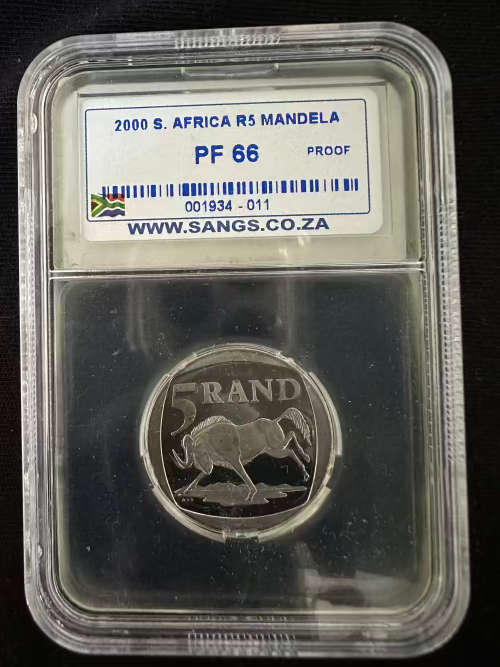 2000 S. AFRICA R5 MANDELA
PF 66 PROOF
001934 - 011
WWW.SANGS.CO.ZA
5 RAND